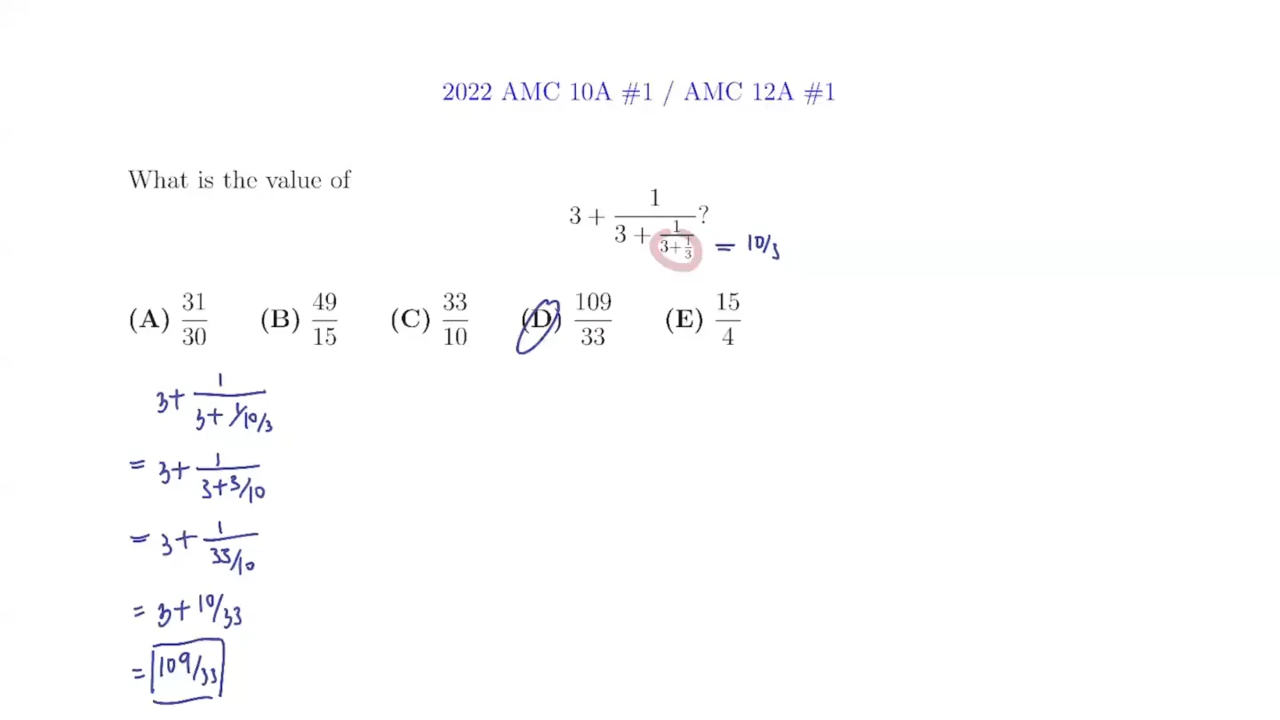 2022 AMC 10A #1 / AMC 12A #1
What is the value of
3 + 1/(3 + 1/(3+1/3))? = 10/3
(A) 31/30 (B) 49/15 (C) 33/10 (D) 109/33 (E) 15/4
3 + 1/(3 + 1/10/3)
= 3 + 1/(3 + 3/10)
= 3 + 1/(33/10)
= 3 + 10/33
= 109/33